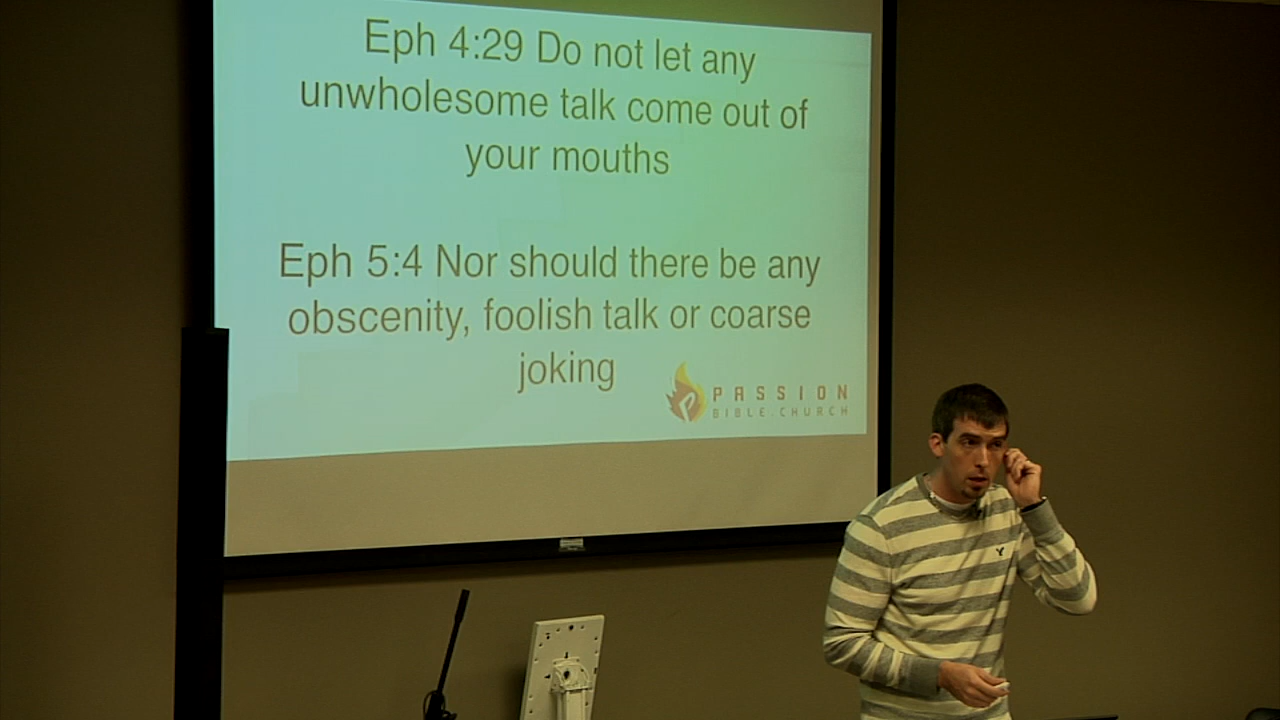 Eph 4:29 Do not let any
unwholesome talk come out of
your mouths
Eph 5:4 Nor should there be any
obscenity, foolish talk or coarse
joking
PASSION
BIBLE.CHURCH